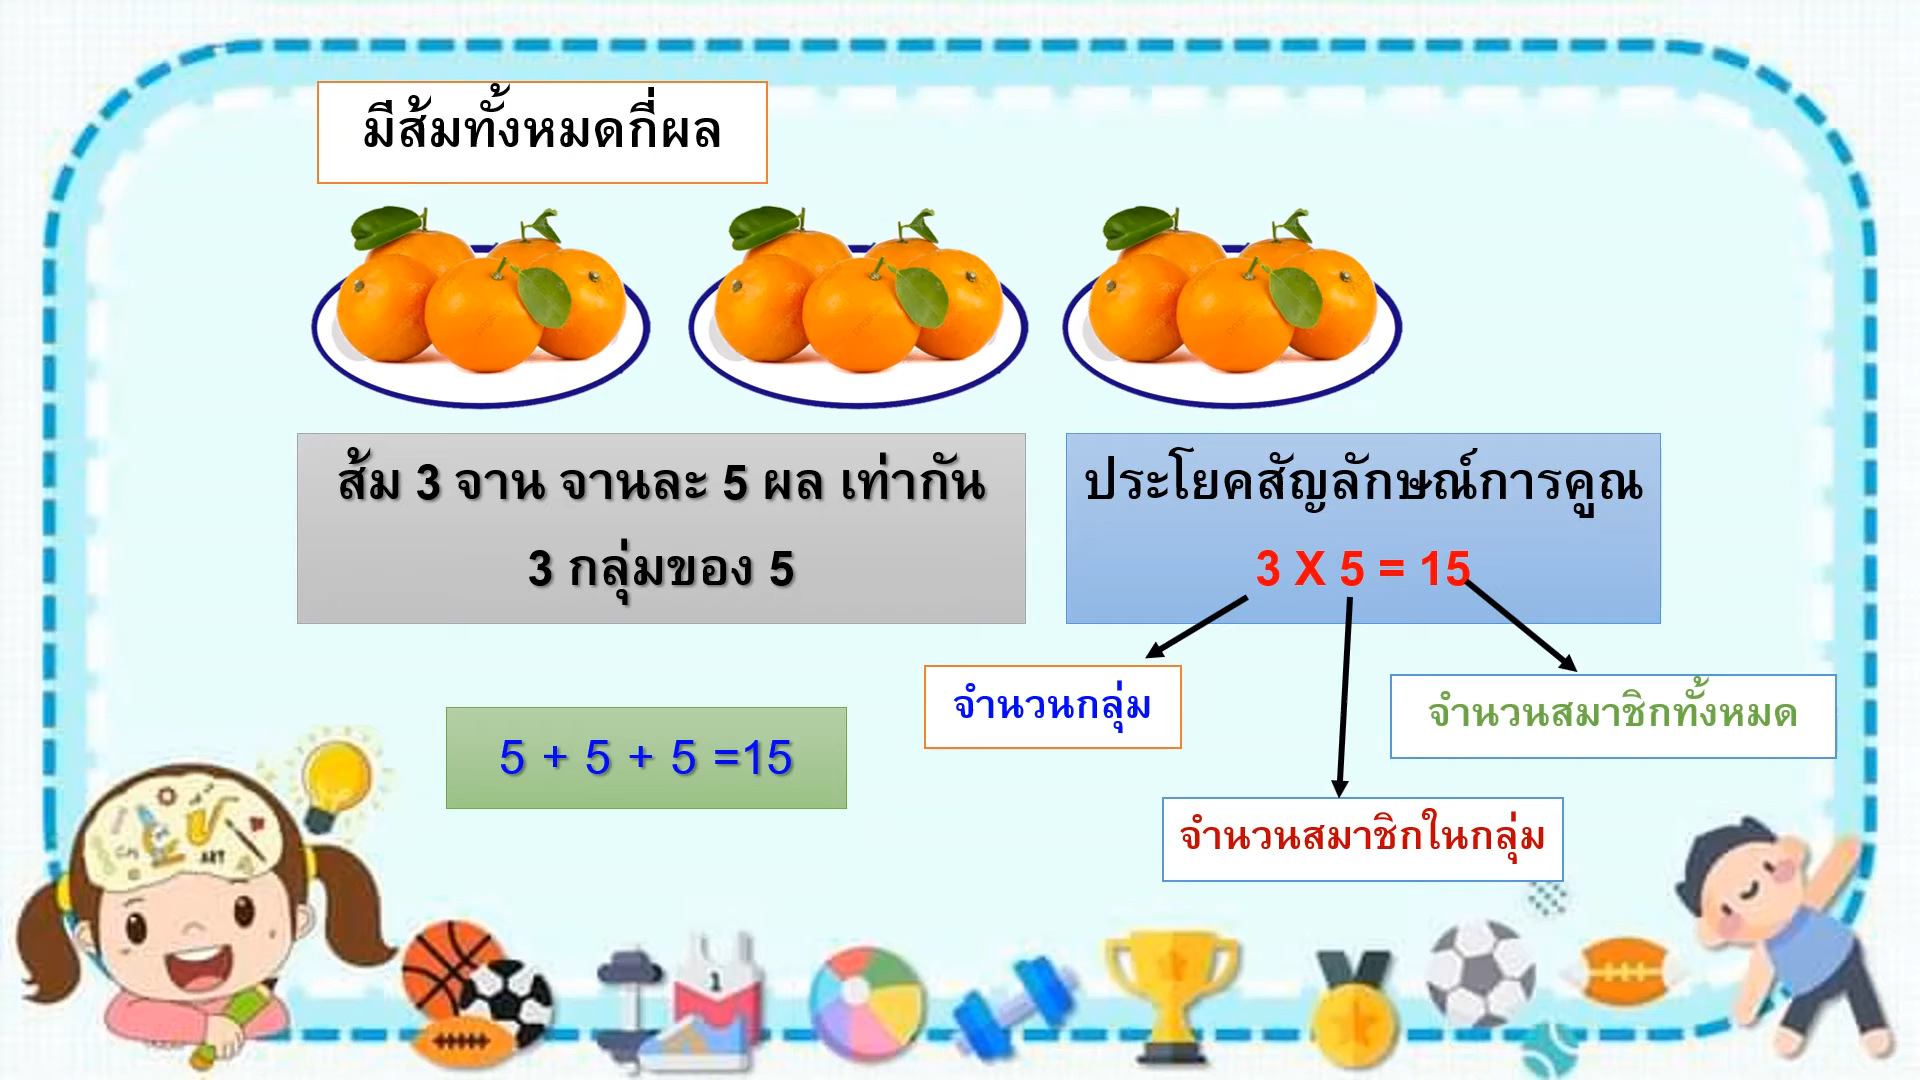 มีส้มทั้งหมดกี่ผล
ส้ม 3 จาน จานละ 5 ผล เท่ากัน
3 กลุ่มของ 5
ประโยคสัญลักษณ์การคูณ
3 X 5 = 15
จำนวนกลุ่ม
จำนวนสมาชิกทั้งหมด
5 + 5 + 5 =15
จำนวนสมาชิกในกลุ่ม
ART
1